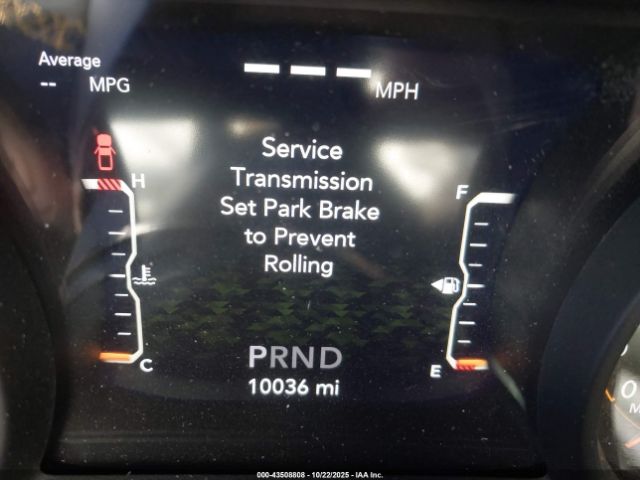 Average
-- MPG
--- MPH
H
Service
Transmission
Set Park Brake
to Prevent
Rolling
F
C
PRND
E
10036 mi
0
M
000-43508808 - 10/22/2025 - IAA Inc.